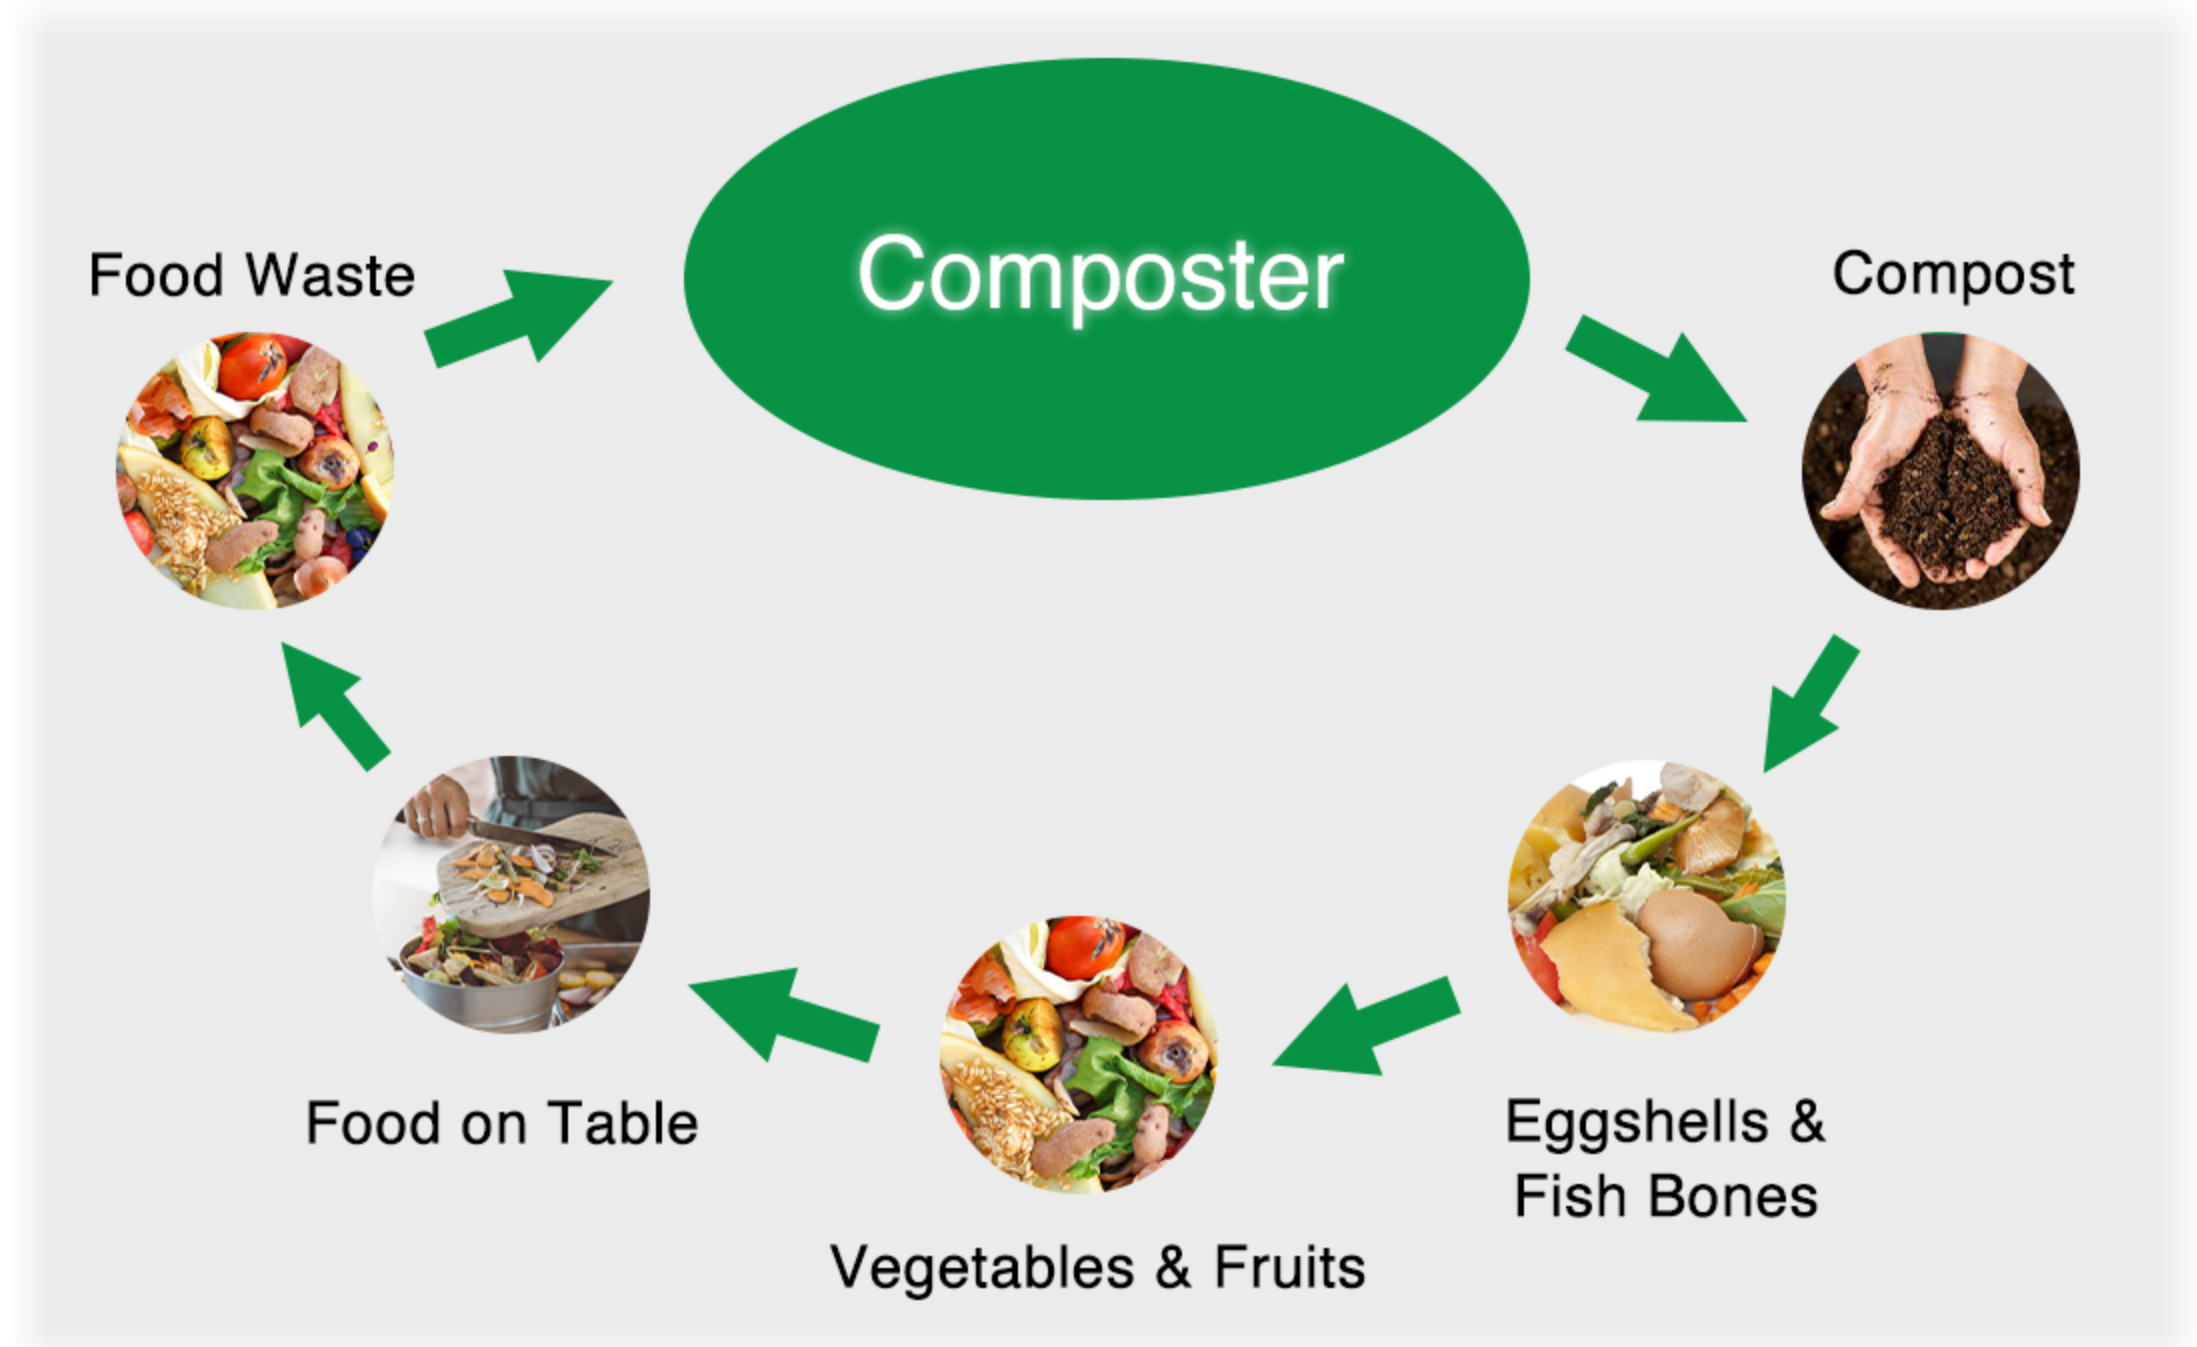 Composter
Food Waste
Compost
Food on Table
Eggshells &
Fish Bones
Vegetables & Fruits